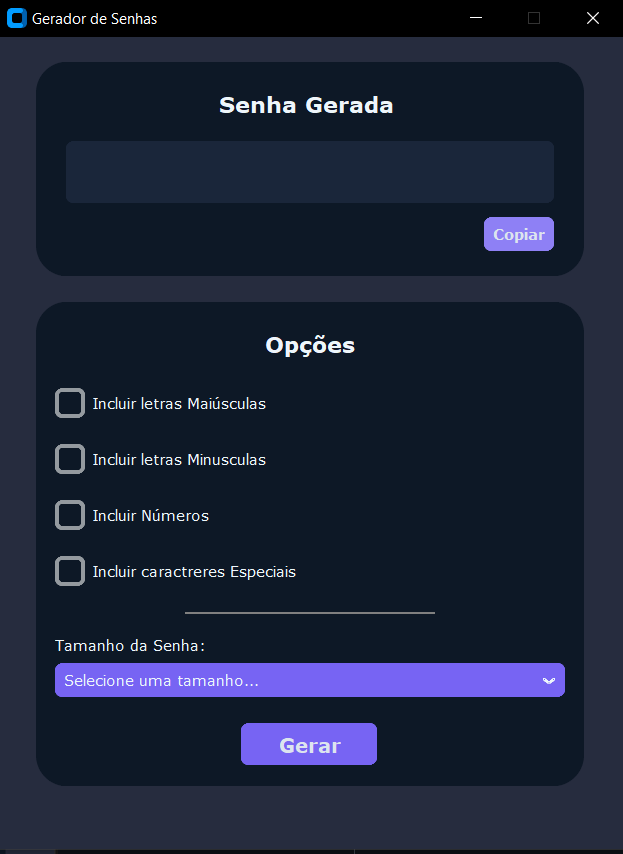 Gerador de Senhas
Senha Gerada
Copiar
Opções
Incluir letras Maiúsculas
Incluir letras Minusculas
Incluir Números
Incluir caractreres Especiais
Tamanho da Senha:
Selecione uma tamanho...
Gerar